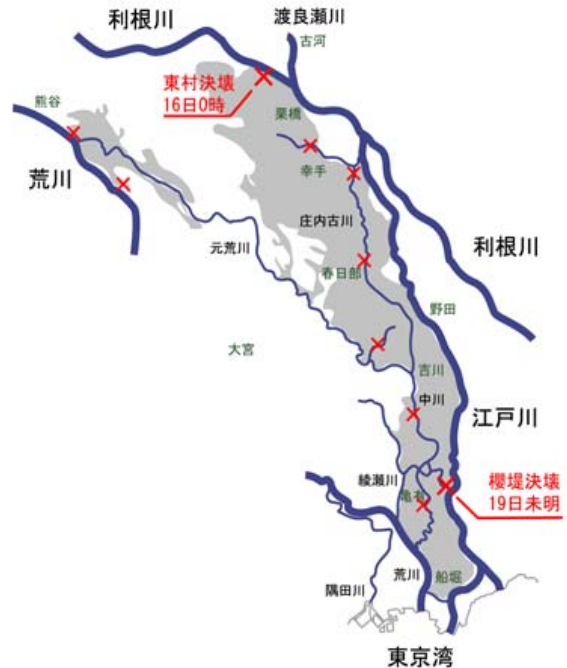 利根川
渡良瀬川
古河
東村決壊
16日0時
熊谷
栗橋
荒川
幸手
庄内古川
元荒川
利根川
春日部
野田
大宮
吉川
中川
江戸川
綾瀬川
櫻堤決壊
19日未明
亀有
荒川
船堀
隅田川
東京湾